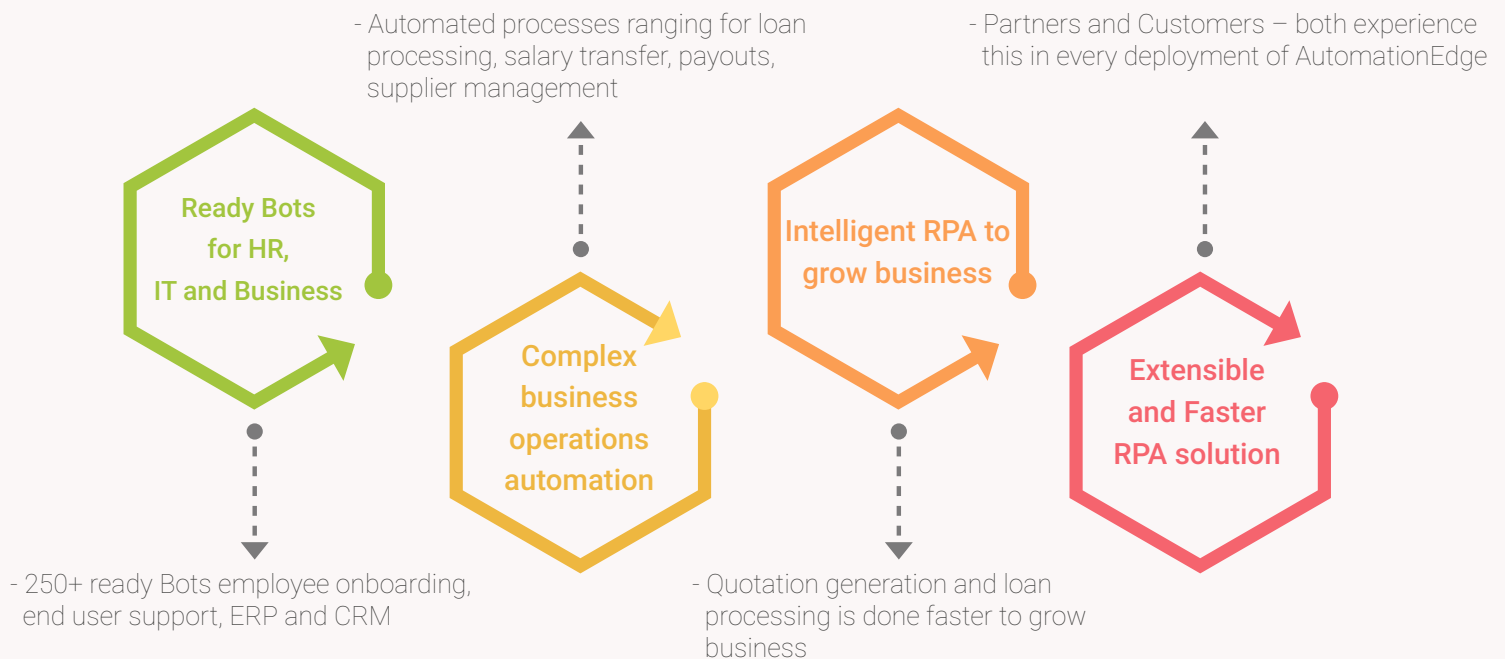 - Automated processes ranging for loan
processing, salary transfer, payouts,
supplier management
- Partners and Customers – both experience
this in every deployment of AutomationEdge
Ready Bots
for HR,
IT and Business
Complex
business
operations
automation
Intelligent RPA to
grow business
Extensible
and Faster
RPA solution
- 250+ ready Bots employee onboarding,
end user support, ERP and CRM
- Quotation generation and loan
processing is done faster to grow
business